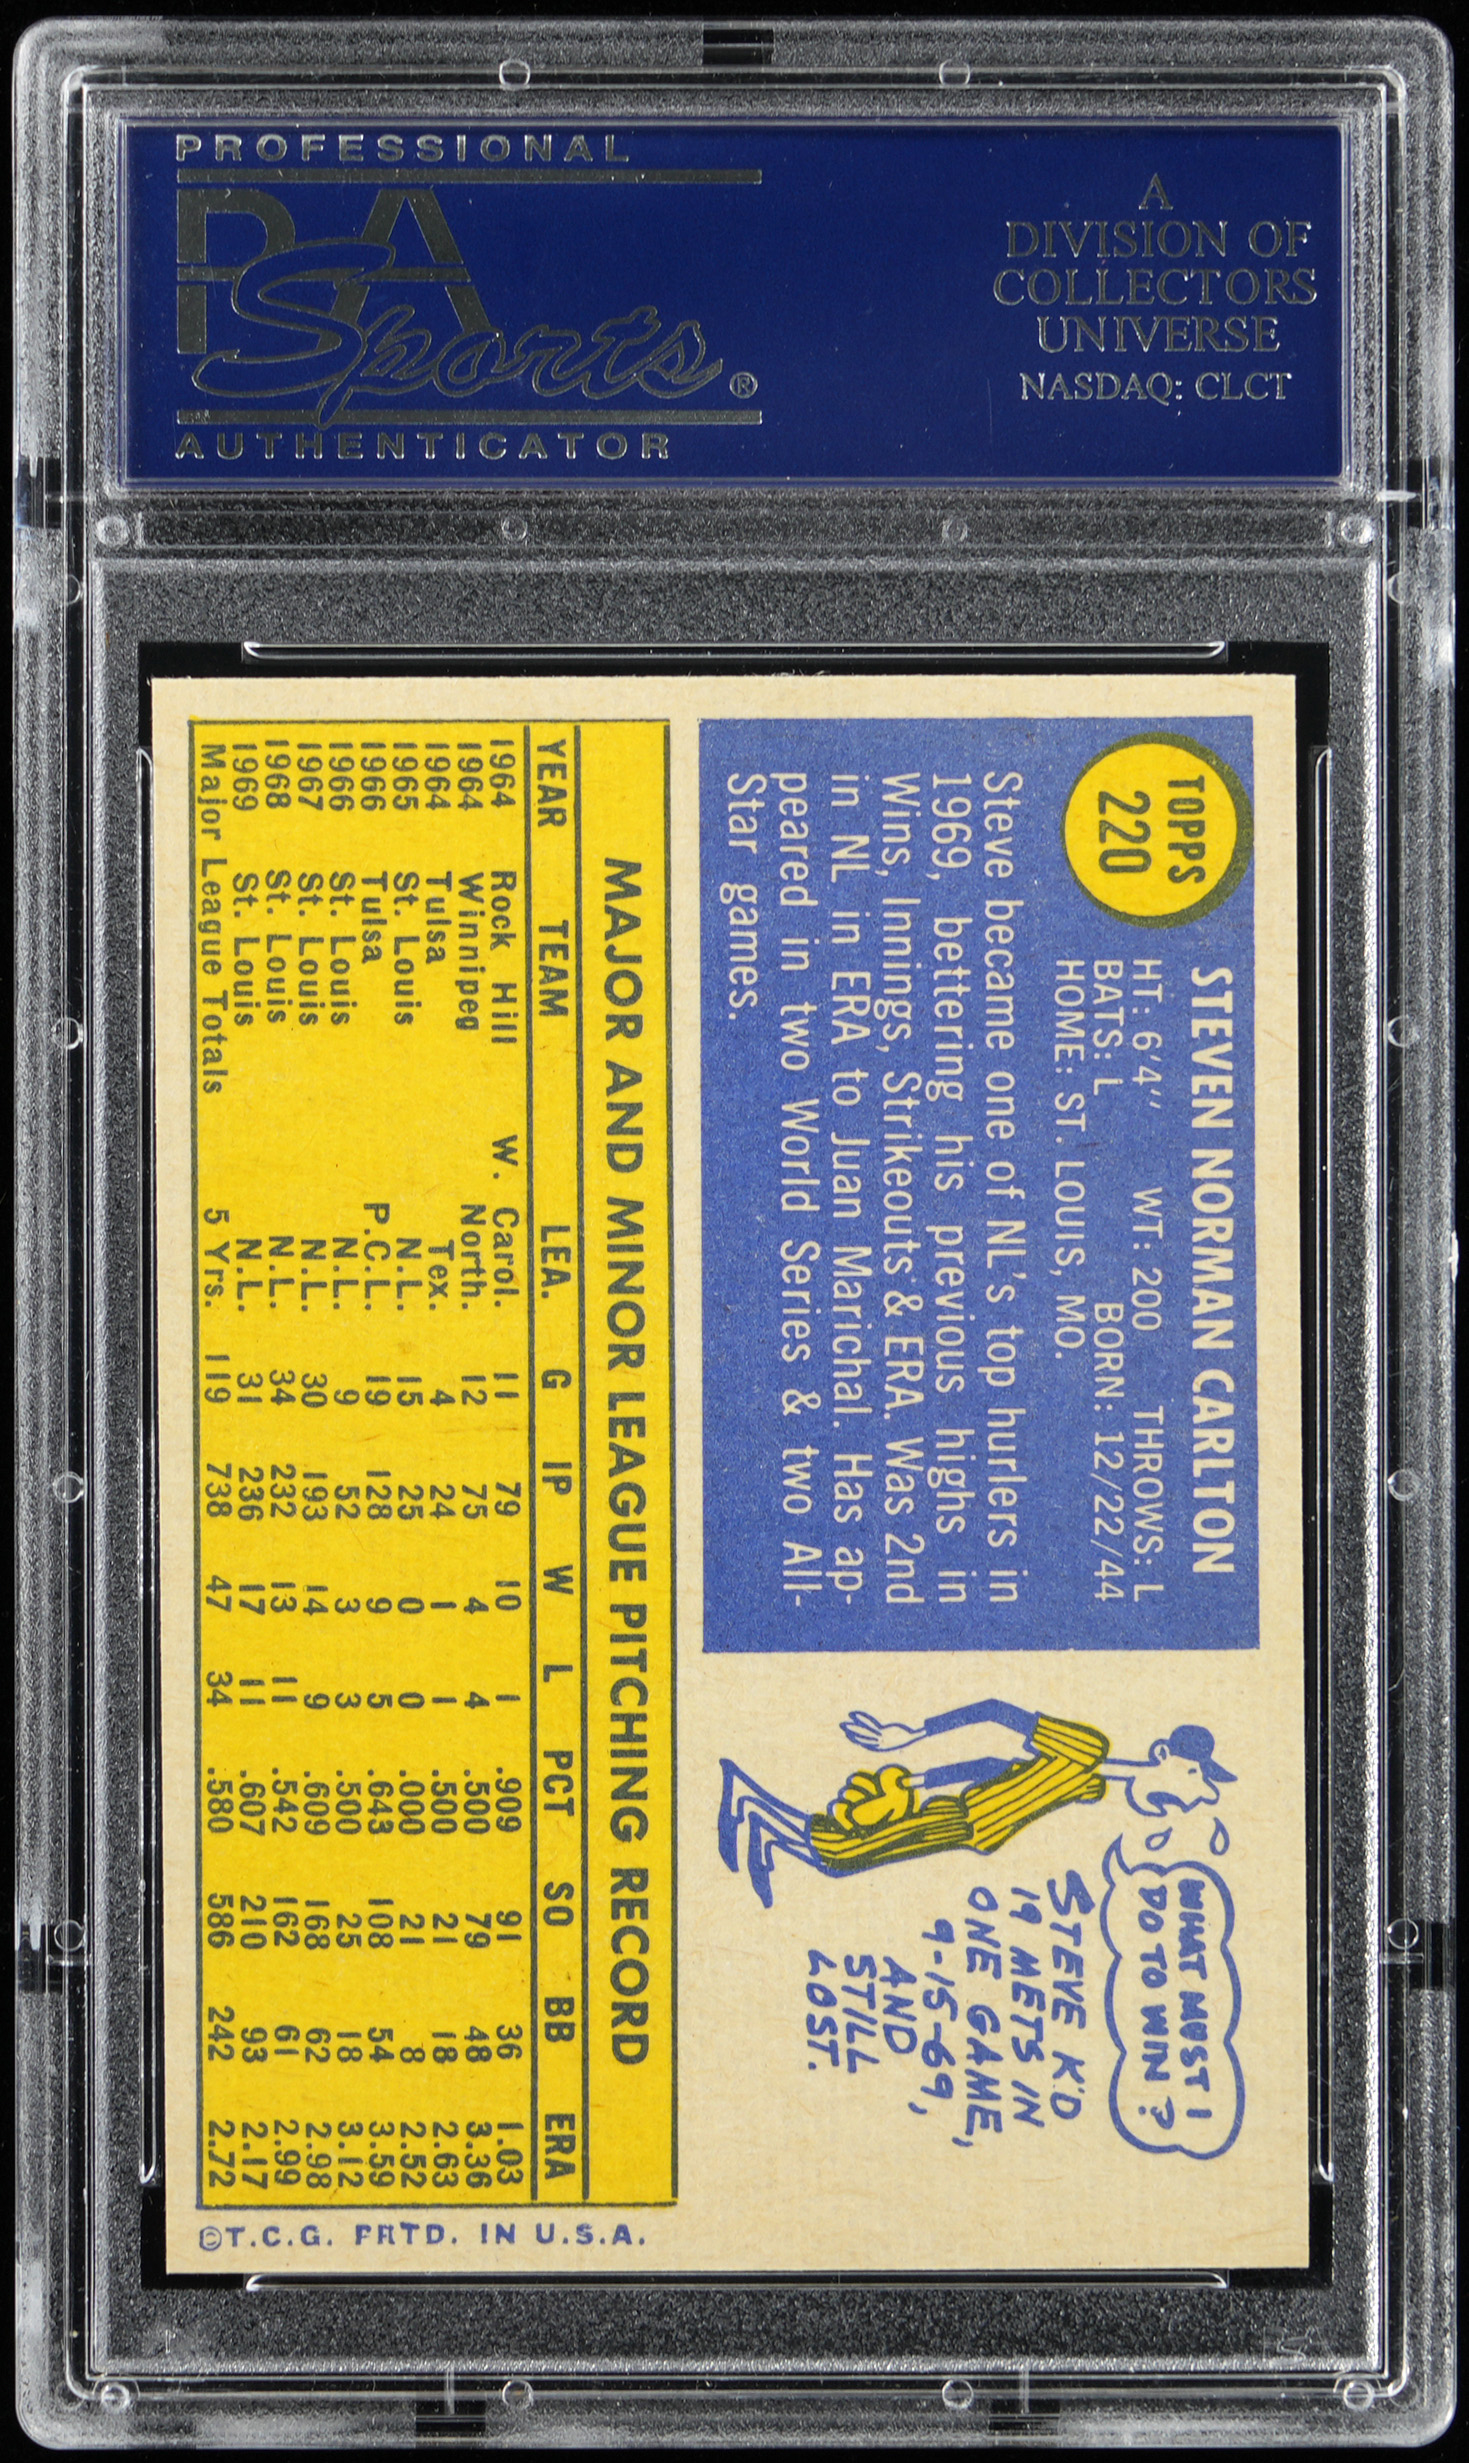 PROFESSIONAL
PSA
Sports®
AUTHENTICATOR
A
DIVISION OF
COLLECTORS
UNIVERSE
NASDAQ: CLCT
TOPPS
220
STEVEN NORMAN CARLTON
HT: 6'4" WT: 200 THROWS: L
BATS: L BORN: 12/22/44
HOME: ST. LOUIS, MO.
Steve became one of NL's top hurlers in
1969, bettering his previous highs in
Wins, Innings, Strikeouts & ERA. Was 2nd
in NL in ERA to Juan Marichal. Has ap-
peared in two World Series & two All-
Star games.
WHAT MUST I
DO TO WIN?
STEVE K'D
19 METS IN
ONE GAME,
9-15-69,
AND
STILL
LOST.
MAJOR AND MINOR LEAGUE PITCHING RECORD
YEAR TEAM LEA. G IP W L PCT SO BB ERA
1964 Rock Hill W. Carol. 11 79 10 1 .909 91 36 1.03
1964 Winnipeg North. 12 75 4 4 .500 79 48 3.36
1964 Tulsa Tex. 4 24 1 1 .500 21 18 2.63
1965 St. Louis N.L. 15 25 0 0 .000 21 8 2.52
1966 Tulsa P.C.L. 19 128 9 5 .643 108 54 3.59
1966 St. Louis N.L. 9 52 3 3 .500 25 18 3.12
1967 St. Louis N.L. 30 193 14 9 .609 168 62 2.98
1968 St. Louis N.L. 34 232 13 11 .542 162 61 2.99
1969 St. Louis N.L. 31 236 17 11 .607 210 93 2.17
Major League Totals 5 Yrs. 119 738 47 34 .580 586 242 2.72
©T.C.G. PRTD. IN U.S.A.